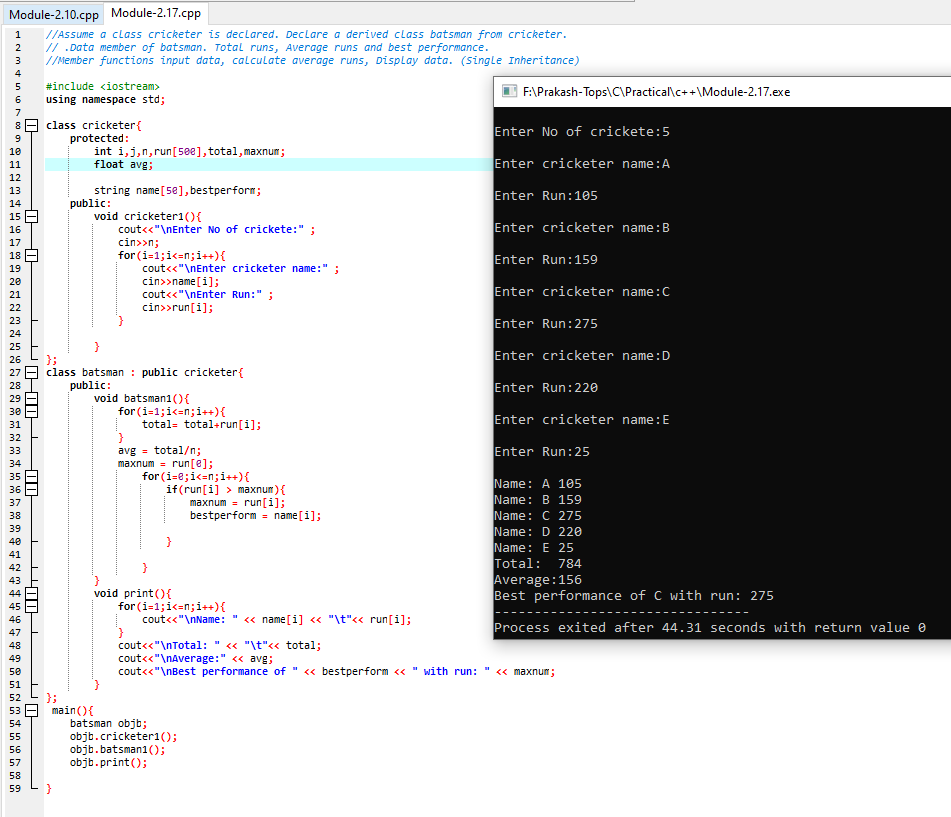 Module-2.10.cpp Module-2.17.cpp
1 //Assume a class cricketer is declared. Declare a derived class batsman from cricketer.
2 // .Data member of batsman. Total runs, Average runs and best performance.
3 //Member functions input data, calculate average runs, Display data. (Single Inheritance)
4
5 #include <iostream>
6 using namespace std;
7
8 class cricketer{
9 protected:
10 int i,j,n,run[500],total,maxnum;
11 float avg;
12
13 string name[50],bestperform;
14 public:
15 void cricketer1(){
16 cout<<"\nEnter No of crickete:" ;
17 cin>>n;
18 for(i=1;i<=n;i++){
19 cout<<"\nEnter cricketer name:" ;
20 cin>>name[i];
21 cout<<"\nEnter Run:" ;
22 cin>>run[i];
23 }
24
25 }
26 };
27 class batsman : public cricketer{
28 public:
29 void batsman1(){
30 for(i=1;i<=n;i++){
31 total= total+run[i];
32 }
33 avg = total/n;
34 maxnum = run[0];
35 for(i=0;i<=n;i++){
36 if(run[i] > maxnum){
37 maxnum = run[i];
38 bestperform = name[i];
39
40 }
41
42 }
43 }
44 void print(){
45 for(i=1;i<=n;i++){
46 cout<<"\nName: " << name[i] << "\t"<< run[i];
47 }
48 cout<<"\nTotal: " << "\t"<< total;
49 cout<<"\nAverage:" << avg;
50 cout<<"\nBest performance of " << bestperform << " with run: " << maxnum;
51 }
52 };
53 main(){
54 batsman objb;
55 objb.cricketer1();
56 objb.batsman1();
57 objb.print();
58
59 }
F:\Prakash-Tops\C\Practical\c++\Module-2.17.exe
Enter No of crickete:5
Enter cricketer name:A
Enter Run:105
Enter cricketer name:B
Enter Run:159
Enter cricketer name:C
Enter Run:275
Enter cricketer name:D
Enter Run:220
Enter cricketer name:E
Enter Run:25
Name: A 105
Name: B 159
Name: C 275
Name: D 220
Name: E 25
Total: 784
Average:156
Best performance of C with run: 275
--------------------------------
Process exited after 44.31 seconds with return value 0